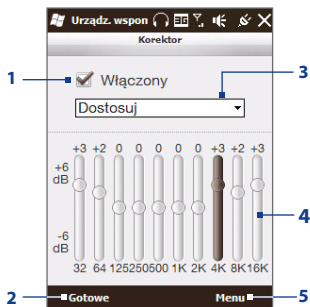 Urządz. wspon
Korektor
1
Włączony
3
Dostosuj
+3 +2 0 0 0 0 0 +3 +2 +3
+6
dB
4
-6
dB
32 64 125 250 500 1K 2K 4K 8K 16K
2
Gotowe
Menu
5